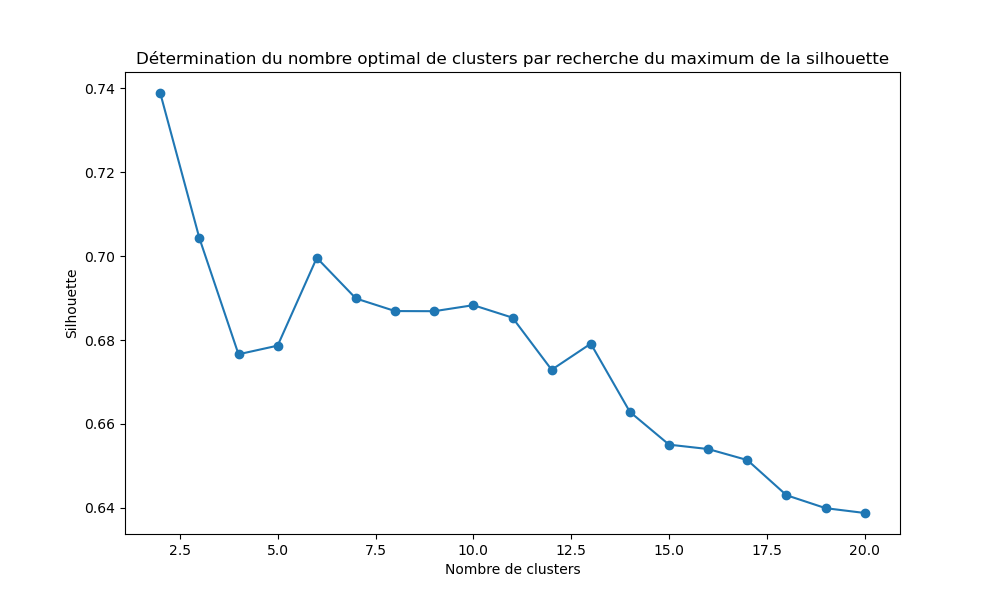 Détermination du nombre optimal de clusters par recherche du maximum de la silhouette
0.74
0.72
0.70
0.68
0.66
0.64
Silhouette
2.5 5.0 7.5 10.0 12.5 15.0 17.5 20.0
Nombre de clusters